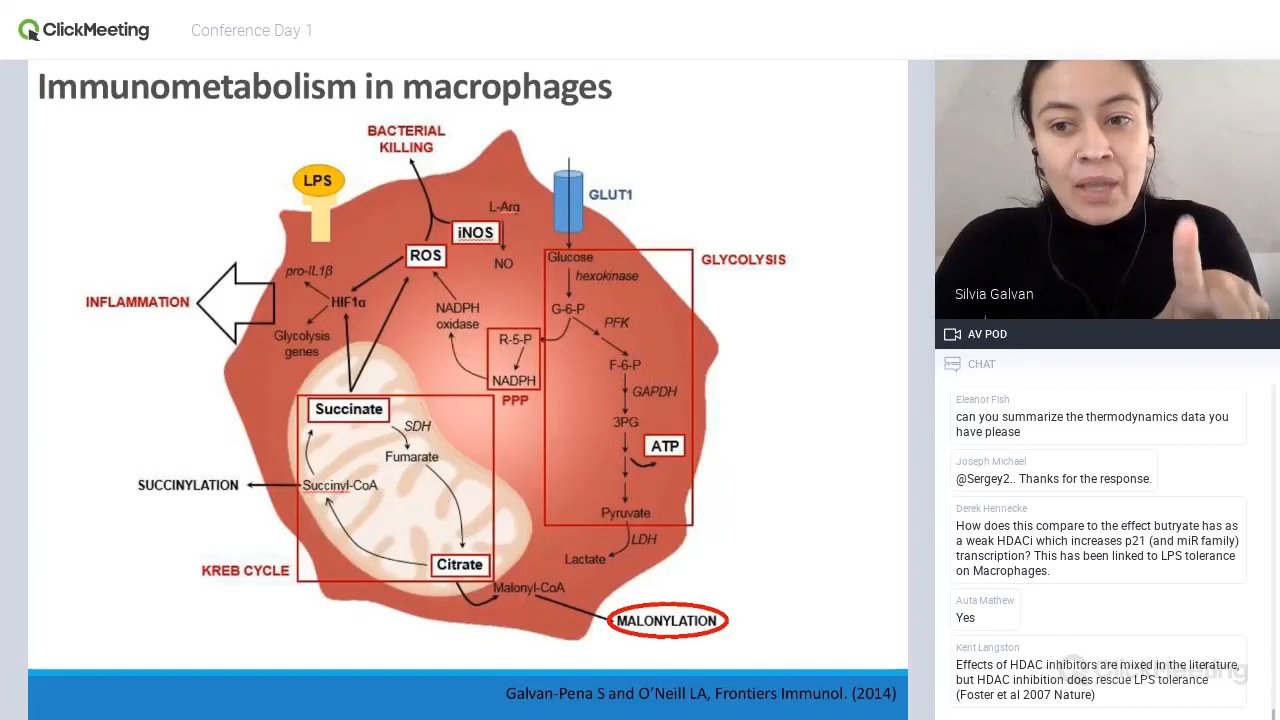 ClickMeeting
Conference Day 1
Immunometabolism in macrophages
BACTERIAL
KILLING
LPS
GLUT1
L-Arg
iNOS
ROS
NO
Glucose
GLYCOLYSIS
hexokinase
pro-IL1β
HIF1α
INFLAMMATION
Glycolysis
genes
NADPH
oxidase
G-6-P
PFK
R-5-P
NADPH
PPP
F-6-P
GAPDH
3PG
ATP
Succinate
SDH
Fumarate
SUCCINYLATION
Succinyl-CoA
Pyruvate
LDH
Lactate
Citrate
KREB CYCLE
Malonyl-CoA
MALONYLATION
Galvan-Pena S and O’Neill LA, Frontiers Immunol. (2014)
Silvia Galvan
AV POD
CHAT
Eleanor Fish
can you summarize the thermodynamics data you
have please
Joseph Michael
@Sergey2.. Thanks for the response.
Derek Hennecke
How does this compare to the effect butryate has as
a weak HDACi which increases p21 (and miR family)
transcriptoin? This has been linked to LPS tolerance
on Macrophages.
Auta Mathew
Yes
Kent Langston
Effects of HDAC inhibitors are mixed in the literature,
but HDAC inhibition does rescue LPS tolerance
(Foster et al 2007 Nature)
ClickMeeting